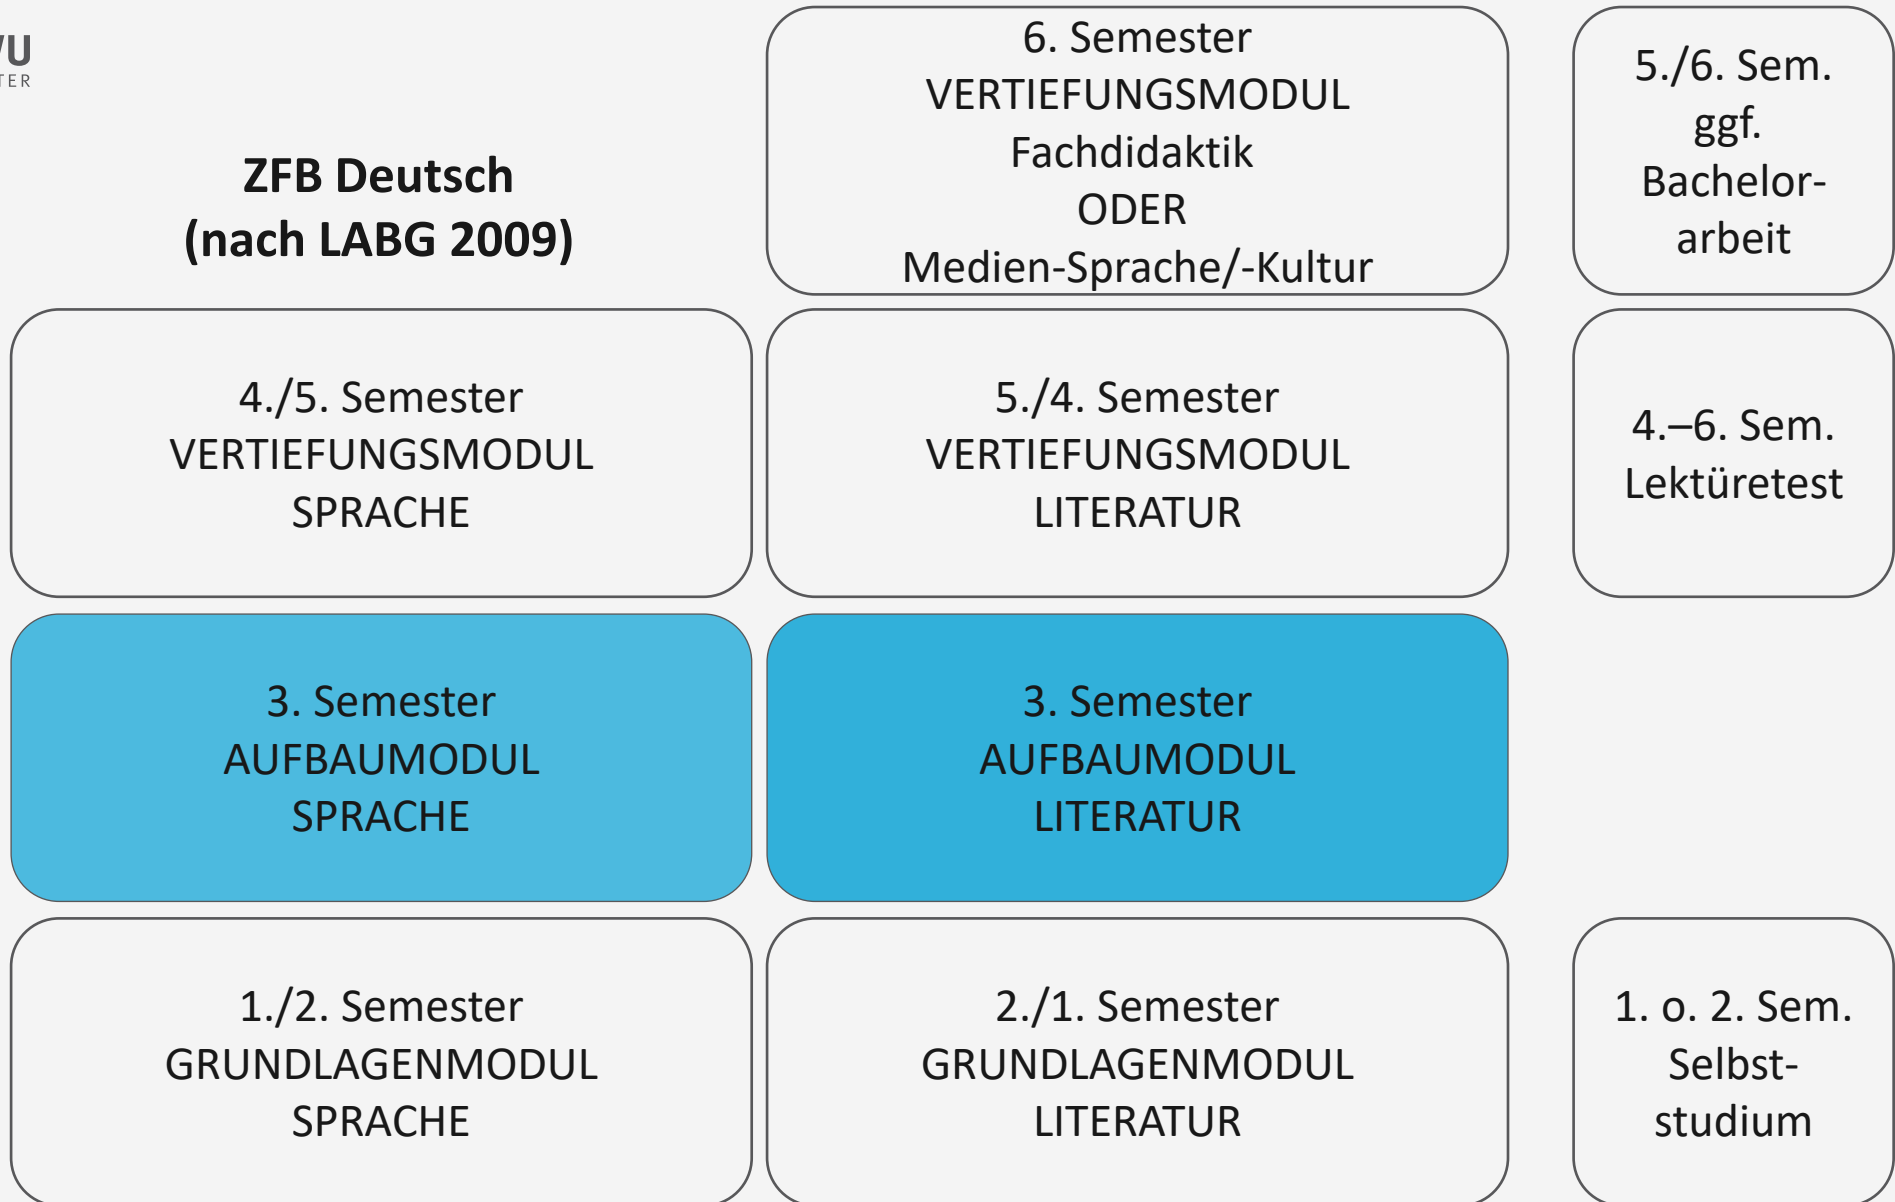 6. Semester
VERTIEFUNGSMODUL
Fachdidaktik
ODER
Medien-Sprache/-Kultur
5./6. Sem.
ggf.
Bachelor-
arbeit
ZFB Deutsch
(nach LABG 2009)
4./5. Semester
VERTIEFUNGSMODUL
SPRACHE
5./4. Semester
VERTIEFUNGSMODUL
LITERATUR
4.–6. Sem.
Lektüretest
3. Semester
AUFBAUMODUL
SPRACHE
3. Semester
AUFBAUMODUL
LITERATUR
1./2. Semester
GRUNDLAGENMODUL
SPRACHE
2./1. Semester
GRUNDLAGENMODUL
LITERATUR
1. o. 2. Sem.
Selbst-
studium